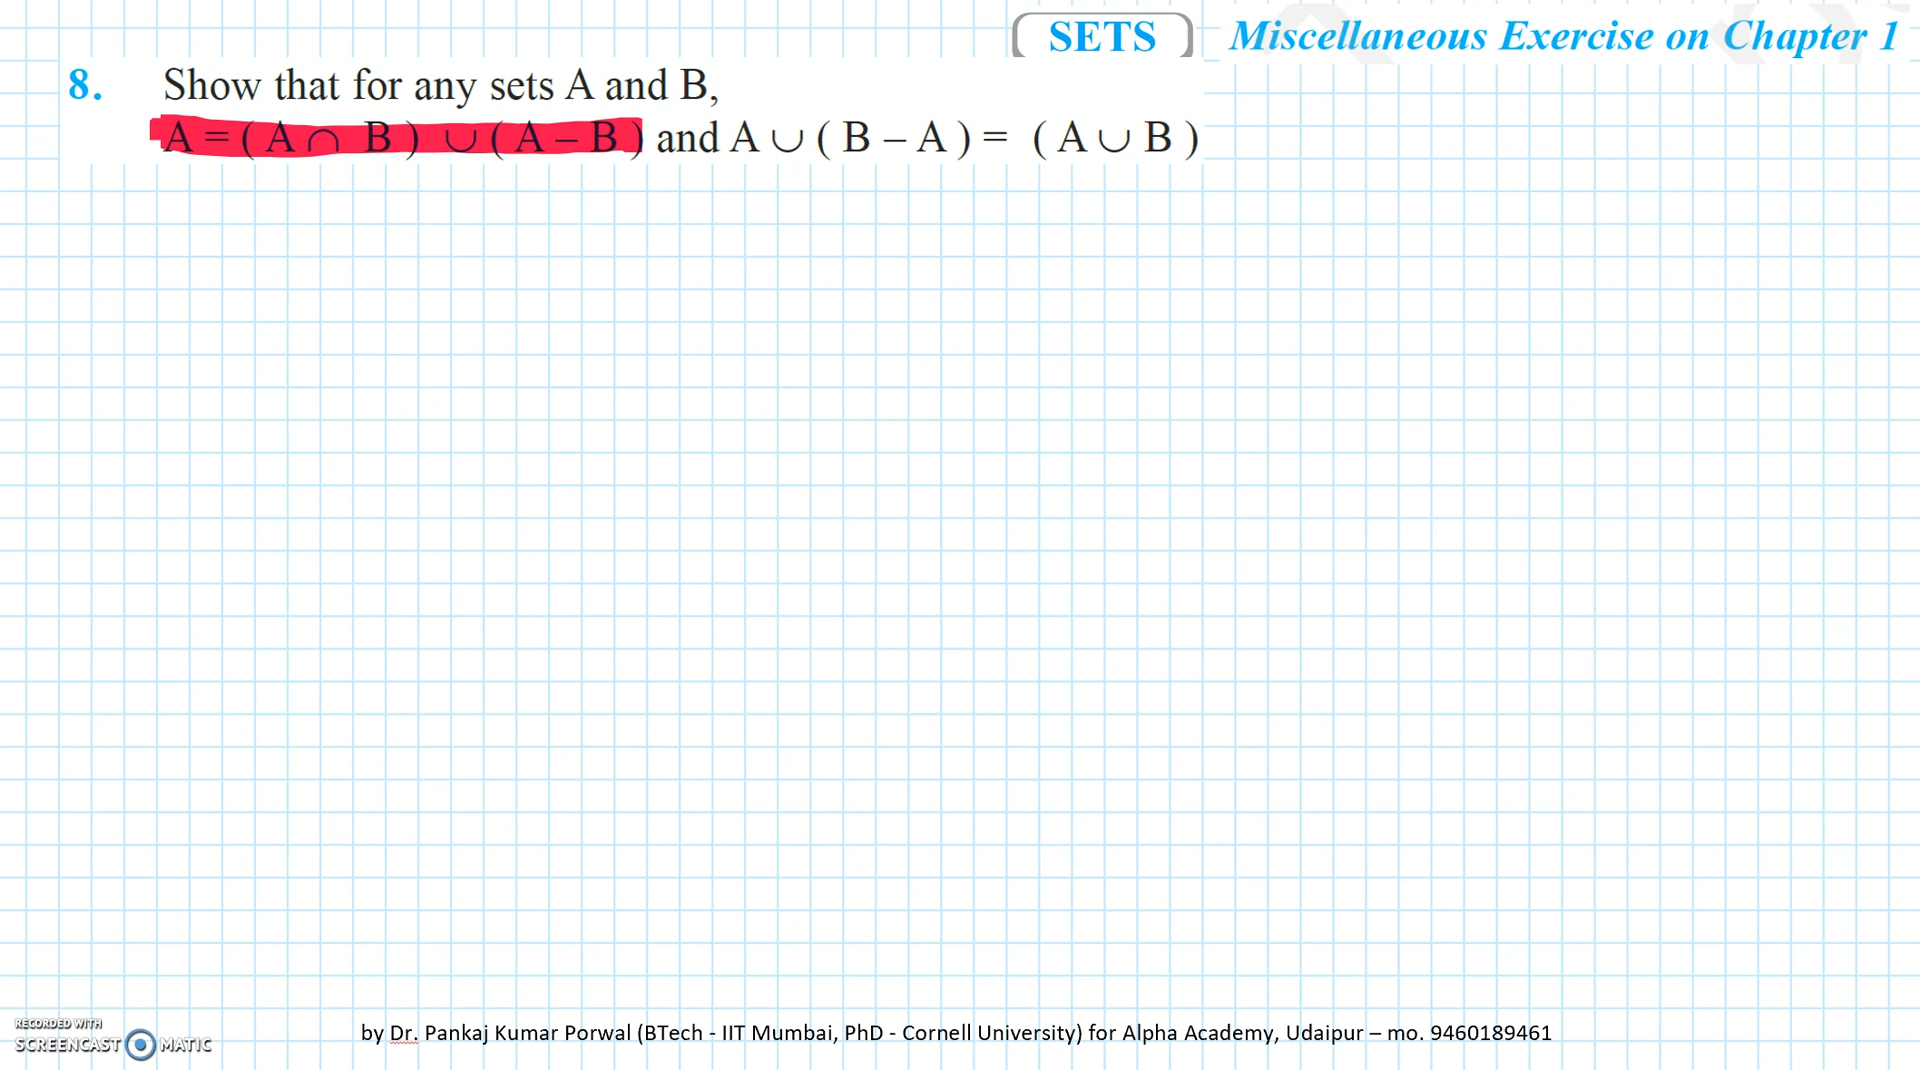 SETS Miscellaneous Exercise on Chapter 1
8. Show that for any sets A and B,
A = ( A ∩ B ) ∪ ( A – B ) and A ∪ ( B – A ) = ( A ∪ B )
RECORDED WITH
SCREENCAST MATIC
by Dr. Pankaj Kumar Porwal (BTech - IIT Mumbai, PhD - Cornell University) for Alpha Academy, Udaipur – mo. 9460189461